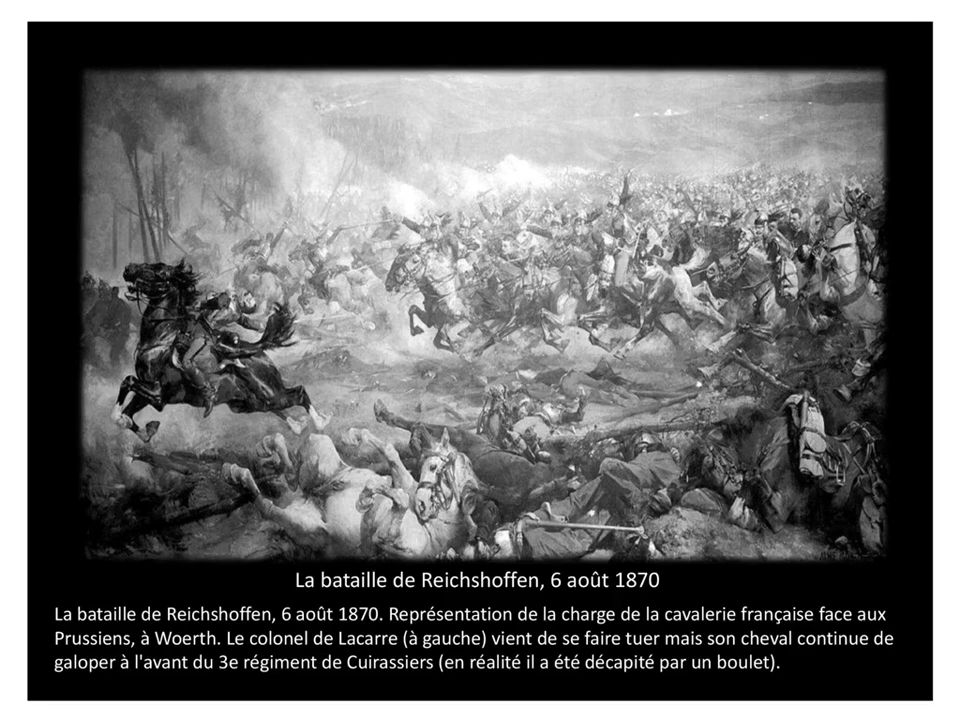 La bataille de Reichshoffen, 6 août 1870
La bataille de Reichshoffen, 6 août 1870. Représentation de la charge de la cavalerie française face aux
Prussiens, à Woerth. Le colonel de Lacarre (à gauche) vient de se faire tuer mais son cheval continue de
galoper à l'avant du 3e régiment de Cuirassiers (en réalité il a été décapité par un boulet).